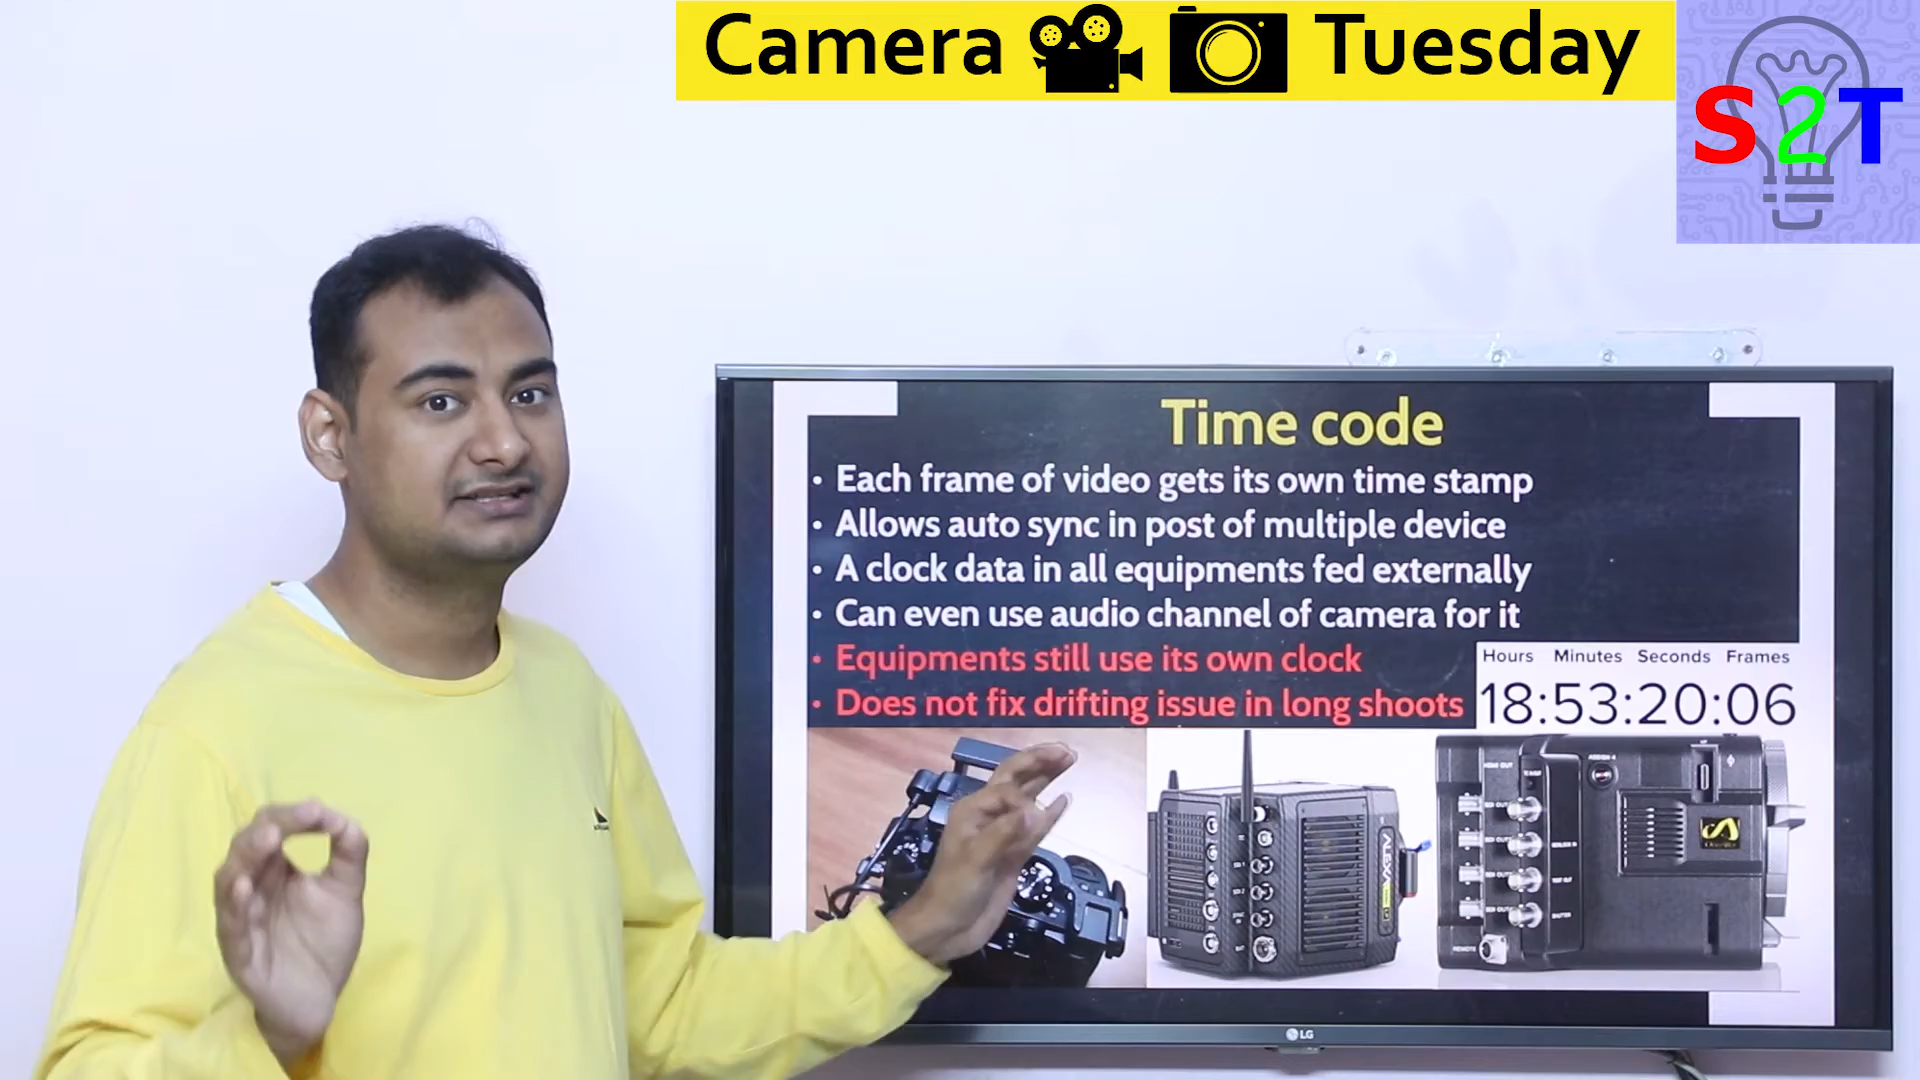 Camera Tuesday
S2T
Time code
• Each frame of video gets its own time stamp
• Allows auto sync in post of multiple device
• A clock data in all equipments fed externally
• Can even use audio channel of camera for it
• Equipments still use its own clock
• Does not fix drifting issue in long shoots
Hours Minutes Seconds Frames
18:53:20:06
ALEXA
REMOTE
LG